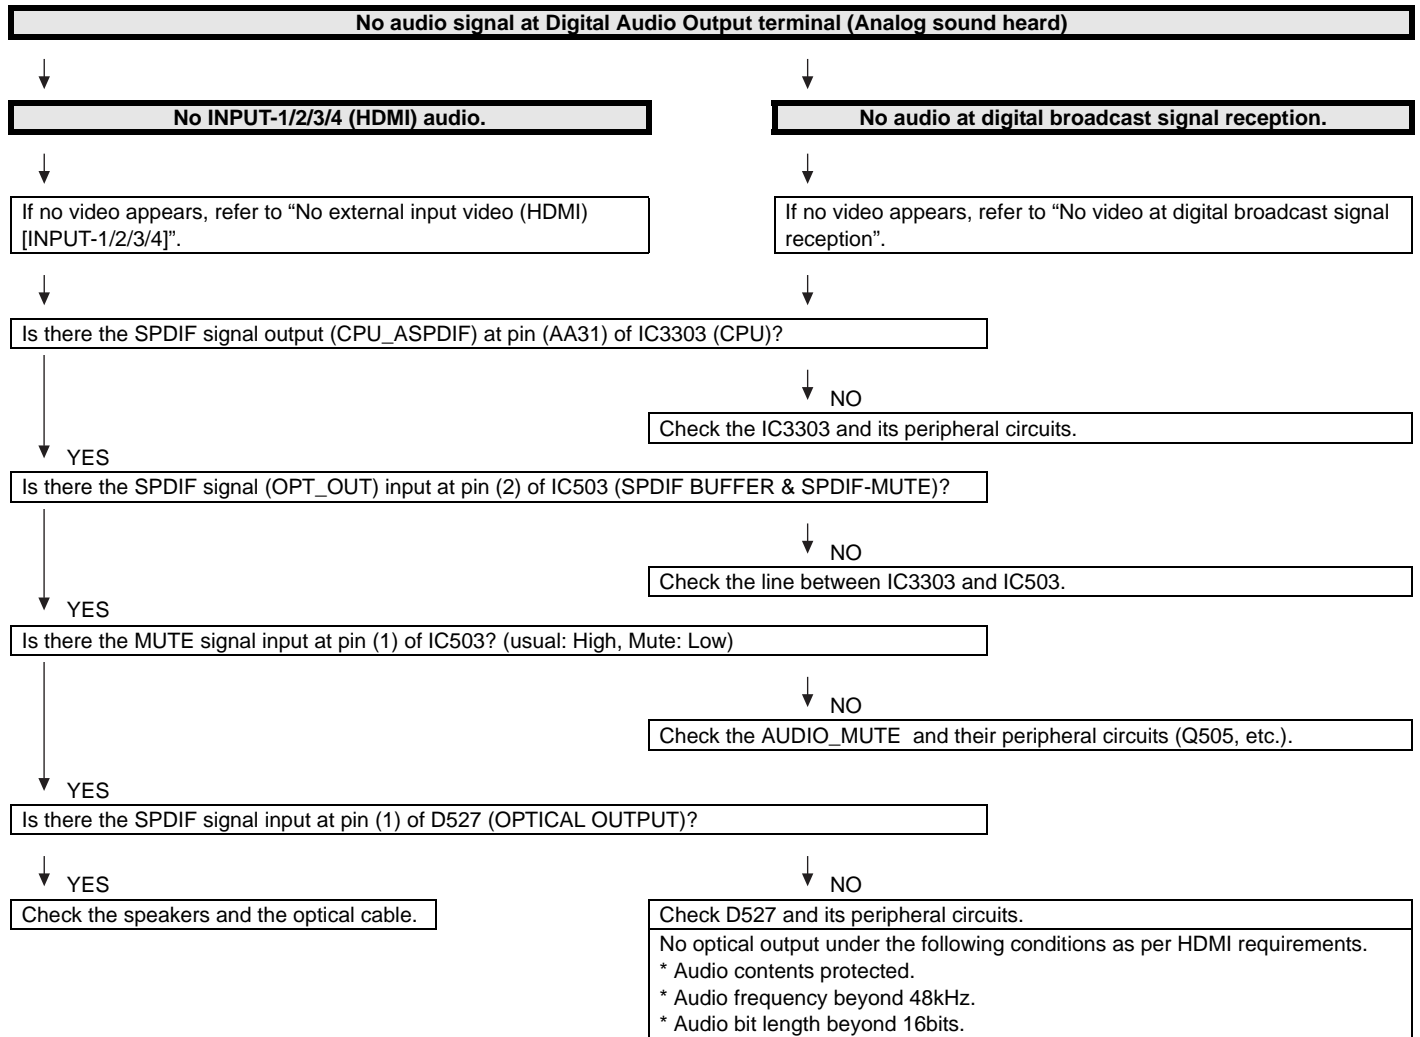 No audio signal at Digital Audio Output terminal (Analog sound heard)
No INPUT-1/2/3/4 (HDMI) audio.
No audio at digital broadcast signal reception.
If no video appears, refer to “No external input video (HDMI)
[INPUT-1/2/3/4]”.
If no video appears, refer to “No video at digital broadcast signal
reception”.
Is there the SPDIF signal output (CPU_ASPDIF) at pin (AA31) of IC3303 (CPU)?
NO
Check the IC3303 and its peripheral circuits.
YES
Is there the SPDIF signal (OPT_OUT) input at pin (2) of IC503 (SPDIF BUFFER & SPDIF-MUTE)?
NO
Check the line between IC3303 and IC503.
YES
Is there the MUTE signal input at pin (1) of IC503? (usual: High, Mute: Low)
NO
Check the AUDIO_MUTE  and their peripheral circuits (Q505, etc.).
YES
Is there the SPDIF signal input at pin (1) of D527 (OPTICAL OUTPUT)?
YES
NO
Check the speakers and the optical cable.
Check D527 and its peripheral circuits.
No optical output under the following conditions as per HDMI requirements.
* Audio contents protected.
* Audio frequency beyond 48kHz.
* Audio bit length beyond 16bits.